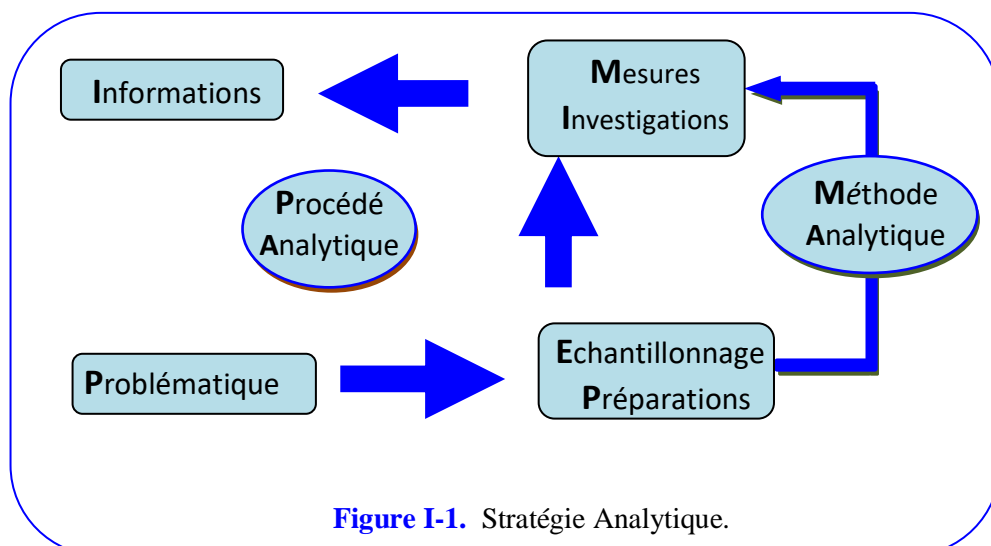 Informations
Mesures
Investigations
Procédé
Analytique
Méthode
Analytique
Problématique
Echantillonnage
Préparations
Figure I-1. Stratégie Analytique.